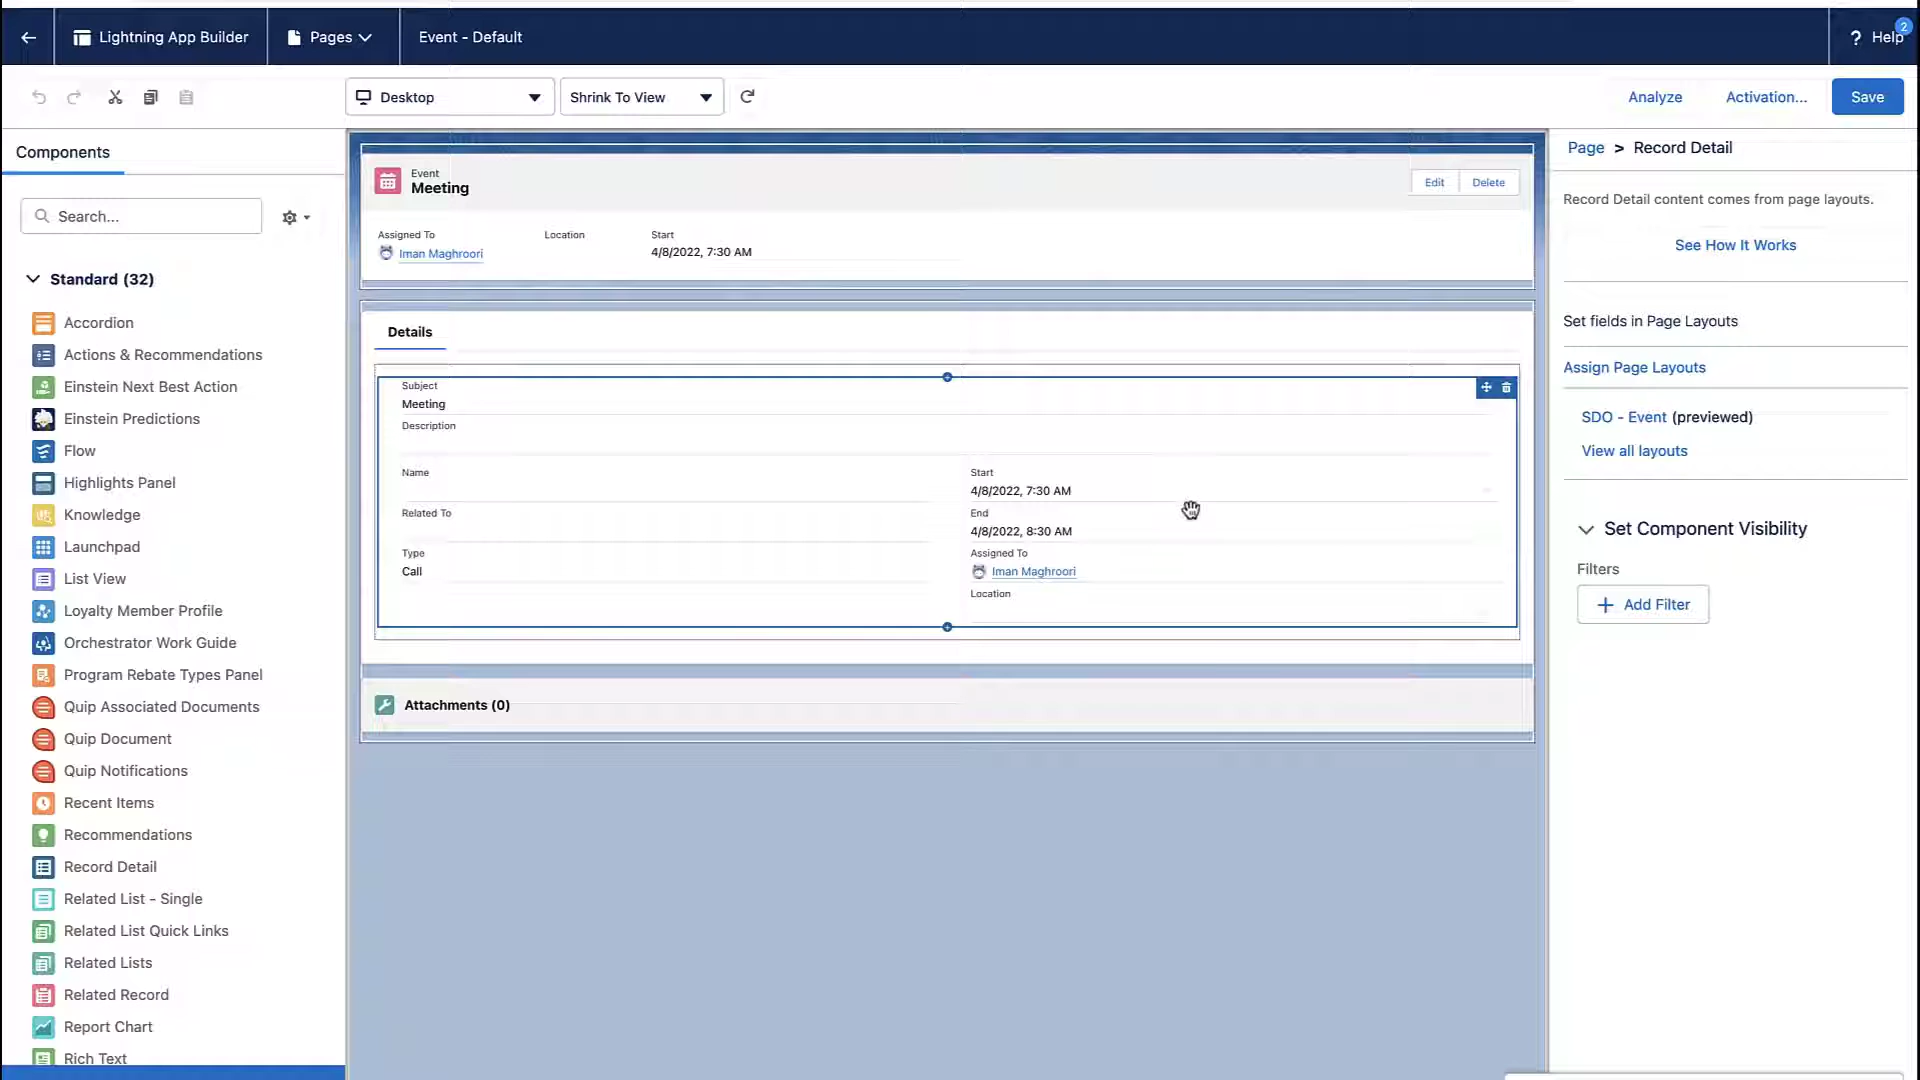 Lightning App Builder
Pages
Event - Default
? Help
2
Desktop
Shrink To View
Analyze
Activation...
Save
Components
Search...
Standard (32)
Accordion
Actions & Recommendations
Einstein Next Best Action
Einstein Predictions
Flow
Highlights Panel
Knowledge
Launchpad
List View
Loyalty Member Profile
Orchestrator Work Guide
Program Rebate Types Panel
Quip Associated Documents
Quip Document
Quip Notifications
Recent Items
Recommendations
Record Detail
Related List - Single
Related List Quick Links
Related Lists
Related Record
Report Chart
Rich Text
Event
Meeting
Edit
Delete
Assigned To
Iman Maghroori
Location
Start
4/8/2022, 7:30 AM
Details
Subject
Meeting
Description
Name
Related To
Type
Call
Start
4/8/2022, 7:30 AM
End
4/8/2022, 8:30 AM
Assigned To
Iman Maghroori
Location
Attachments (0)
Page > Record Detail
Record Detail content comes from page layouts.
See How It Works
Set fields in Page Layouts
Assign Page Layouts
SDO - Event (previewed)
View all layouts
Set Component Visibility
Filters
+ Add Filter